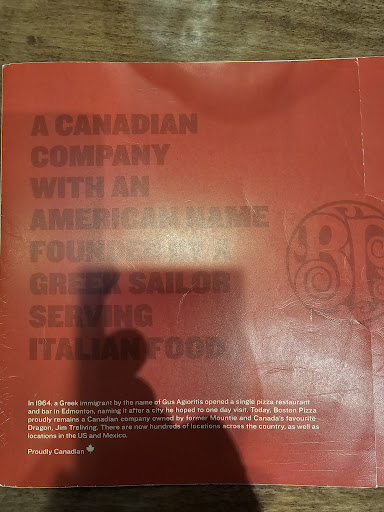 A CANADIAN
COMPANY
WITH AN
AMERICAN NAME
FOUNDED BY A
GREEK SAILOR
SERVING
ITALIAN FOOD
BP
In 1964, a Greek immigrant by the name of Gus Agioritis opened a single pizza restaurant
and bar in Edmonton, naming it after a city he hoped to one day visit. Today, Boston Pizza
proudly remains a Canadian company owned by former Mountie and Canada's favourite
Dragon, Jim Treliving. There are now hundreds of locations across the country, as well as
locations in the US and Mexico.
Proudly Canadian